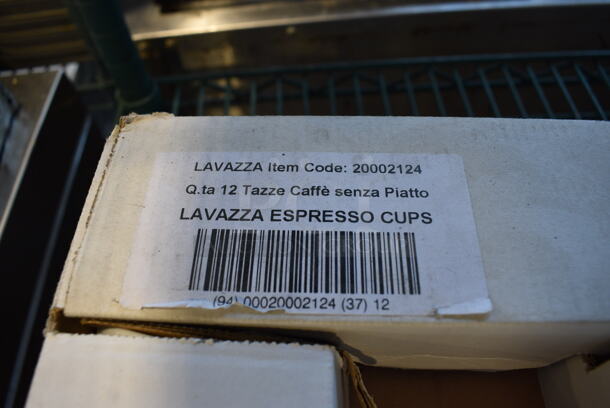 LAVAZZA Item Code: 20002124
Q.ta 12 Tazze Caffè senza Piatto
LAVAZZA ESPRESSO CUPS
(94) 00020002124 (37) 12